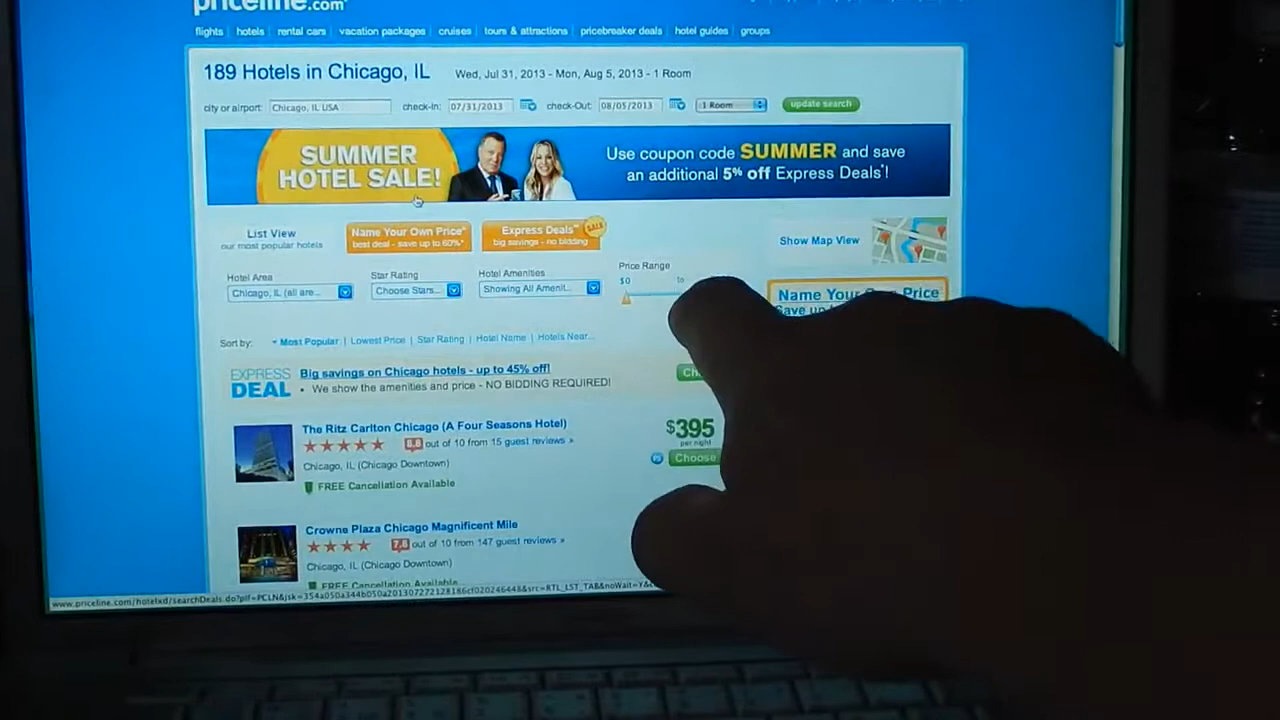 priceline.com
flights hotels rental cars vacation packages cruises tours & attractions pricebreaker deals hotel guides groups
189 Hotels in Chicago, IL Wed, Jul 31, 2013 - Mon, Aug 5, 2013 - 1 Room
city or airport: Chicago, IL USA check-in: 07/31/2013 check-Out: 08/05/2013 1 Room update search
SUMMER
HOTEL SALE!
Use coupon code SUMMER and save
an additional 5% off Express Deals*!
List View
our most popular hotels
Name Your Own Price*
best deal - save up to 60%*
Express Deals™
big savings - no bidding
SALE
Show Map View
Hotel Area
Chicago, IL (all are...
Star Rating
Choose Stars...
Hotel Amenities
Showing All Amenit...
Price Range
$0 to
Name Your Own Price
Save up
Sort by: Most Popular | Lowest Price | Star Rating | Hotel Name | Hotels Near...
EXPRESS
DEAL
Big savings on Chicago hotels - up to 45% off!
• We show the amenities and price - NO BIDDING REQUIRED!
The Ritz Carlton Chicago (A Four Seasons Hotel)
8.8 out of 10 from 15 guest reviews »
Chicago, IL (Chicago Downtown)
FREE Cancellation Available
$395
per night
Choose
Crowne Plaza Chicago Magnificent Mile
7.8 out of 10 from 147 guest reviews »
Chicago, IL (Chicago Downtown)
FREE Cancellation Available